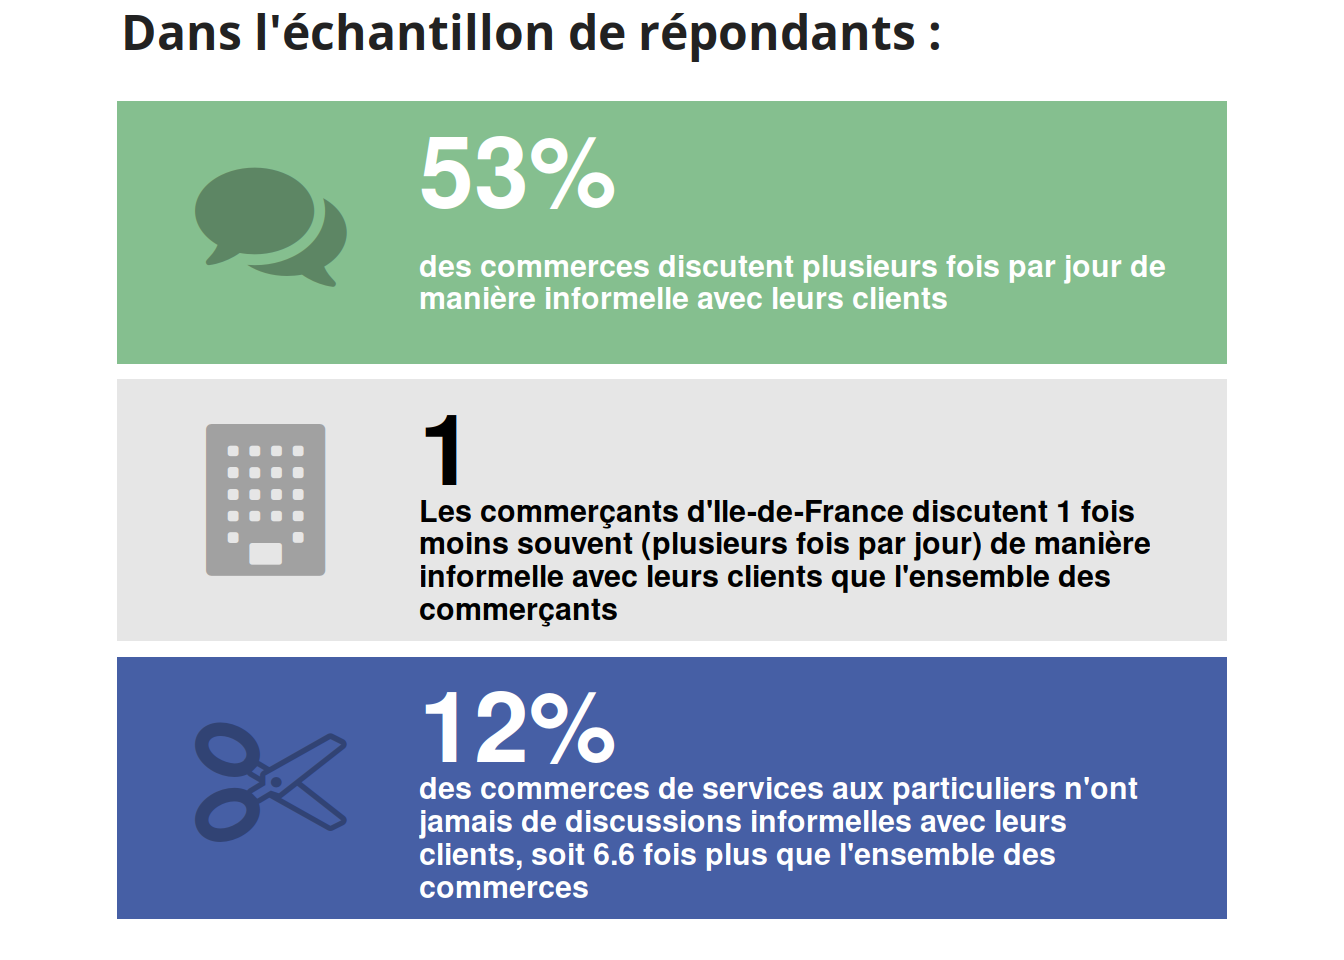 Dans l'échantillon de répondants :
53%
des commerces discutent plusieurs fois par jour de
manière informelle avec leurs clients
1
Les commerçants d'Ile-de-France discutent 1 fois
moins souvent (plusieurs fois par jour) de manière
informelle avec leurs clients que l'ensemble des
commerçants
12%
des commerces de services aux particuliers n'ont
jamais de discussions informelles avec leurs
clients, soit 6.6 fois plus que l'ensemble des
commerces